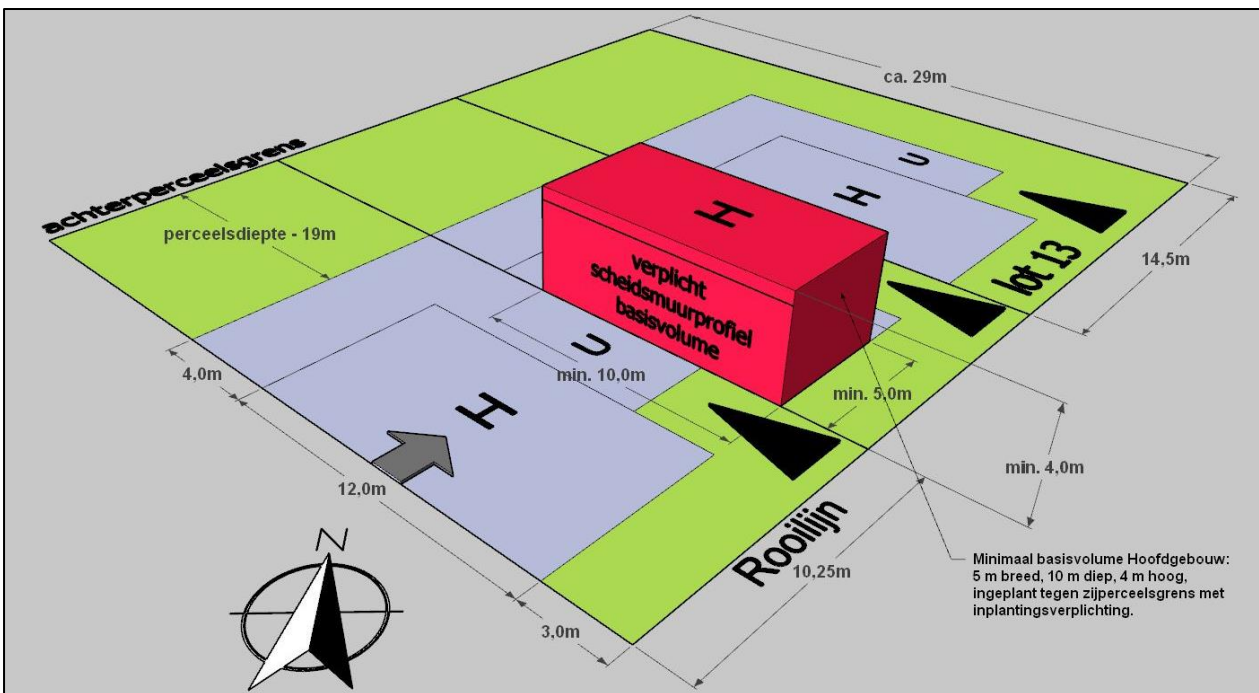 ca. 29m
achterperceelsgrens
perceelsdiepte - 19m
U
H
H
lot 13
14,5m
verplicht
scheidsmuurprofiel
basisvolume
4,0m
U
min. 10,0m
min. 5,0m
H
min. 4,0m
12,0m
Rooilijn
10,25m
N
3,0m
Minimaal basisvolume Hoofdgebouw:
5 m breed, 10 m diep, 4 m hoog,
ingeplant tegen zijperceelsgrens met
inplantingsverplichting.